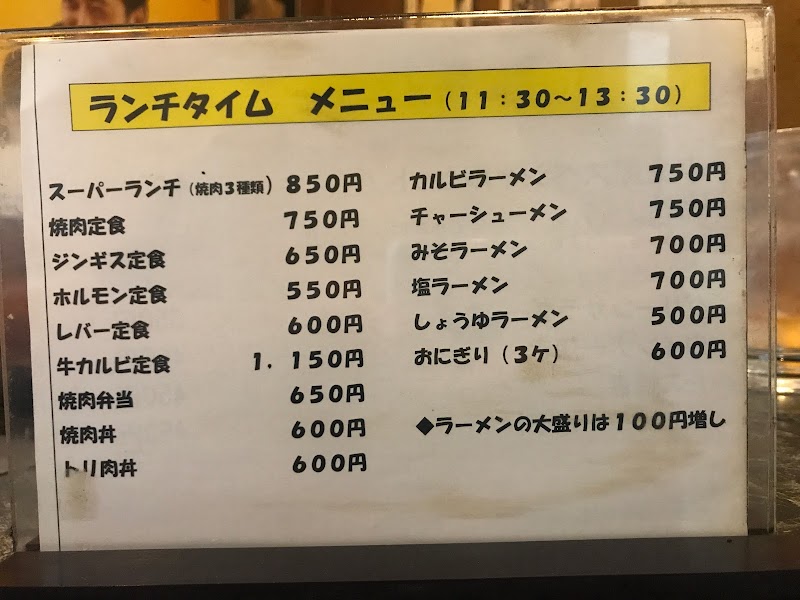 ランチタイム　メニュー（11：30～13：30）
スーパーランチ（焼肉3種類）850円
焼肉定食　750円
ジンギス定食　650円
ホルモン定食　550円
レバー定食　600円
牛カルビ定食　1，150円
焼肉弁当　650円
焼肉丼　600円
トリ肉丼　600円
カルビラーメン　750円
チャーシューメン　750円
みそラーメン　700円
塩ラーメン　700円
しょうゆラーメン　500円
おにぎり（3ケ）　600円
◆ラーメンの大盛りは100円増し